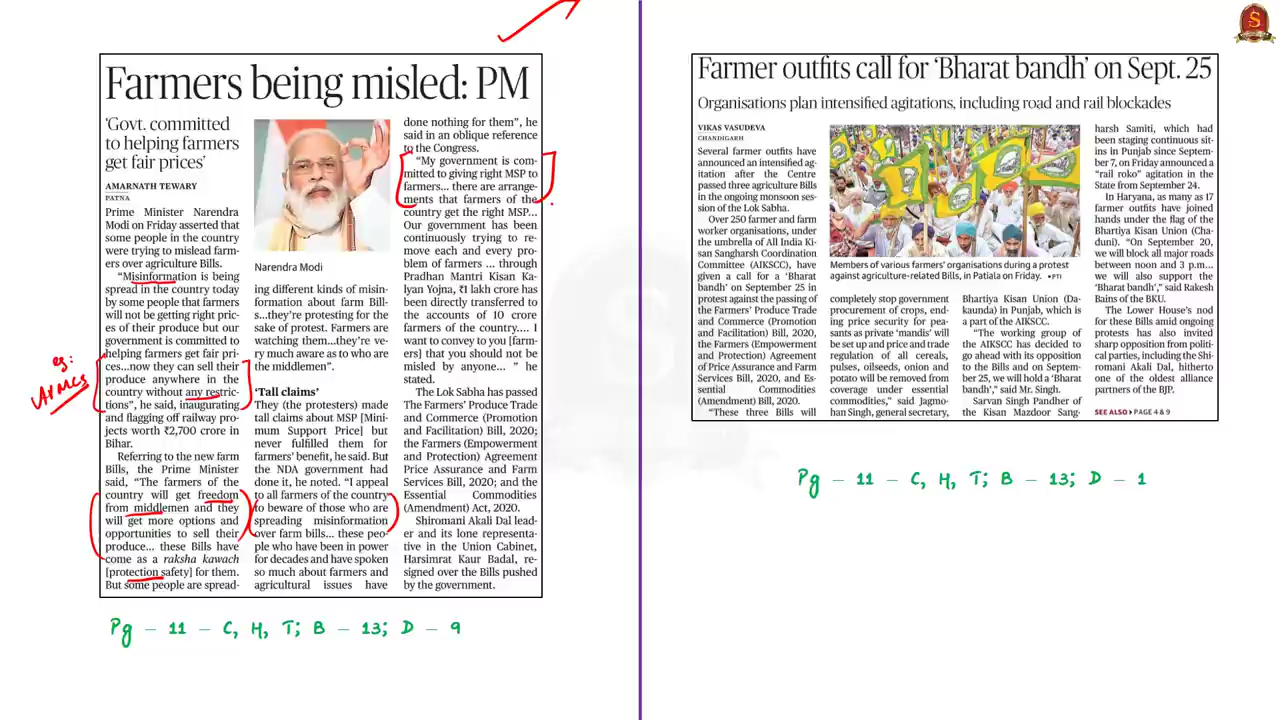 Farmers being misled: PM
‘Govt. committed
to helping farmers
get fair prices’
AMARNATH TEWARY
PATNA
Prime Minister Narendra
Modi on Friday asserted that
some people in the country
were trying to mislead farm-
ers over agriculture Bills.
“Misinformation is being
spread in the country today
by some people that farmers
will not be getting right pric-
es of their produce but our
government is committed to
helping farmers get fair pri-
ces...now they can sell their
produce anywhere in the
country without any restric-
tions”, he said, inaugurating
and flagging off railway pro-
jects worth ₹2,700 crore in
Bihar.
Referring to the new farm
Bills, the Prime Minister
said, “The farmers of the
country will get freedom
from middlemen and they
will get more options and
opportunities to sell their
produce... these Bills have
come as a raksha kawach
[protection safety] for them.
But some people are spread-
eg:
APMCs
Narendra Modi
ing different kinds of misin-
formation about farm Bill-
s...they’re protesting for the
sake of protest. Farmers are
watching them...they’re ve-
ry much aware as to who are
the middlemen”.
‘Tall claims’
They (the protesters) made
tall claims about MSP [Mini-
mum Support Price] but
never fulfilled them for
farmers’ benefit, he said. But
the NDA government had
done it, he noted. “I appeal
to all farmers of the country
to beware of those who are
spreading misinformation
over farm bills... these peo-
ple who have been in power
for decades and have spoken
so much about farmers and
agricultural issues have
done nothing for them”, he
said in an oblique reference
to the Congress.
“My government is com-
mitted to giving right MSP to
farmers... there are arrange-
ments that farmers of the
country get the right MSP...
Our government has been
continuously trying to re-
move each and every prob-
lem of farmers ... through
Pradhan Mantri Kisan Ka-
lyan Yojna, ₹1 lakh crore has
been directly transferred to
the accounts of 10 crore
farmers of the country.... I
want to convey to you [farm-
ers] that you should not be
misled by anyone... ” he
stated.
The Lok Sabha has passed
The Farmers’ Produce Trade
and Commerce (Promotion
and Facilitation) Bill, 2020;
the Farmers (Empowerment
and Protection) Agreement
Price Assurance and Farm
Services Bill, 2020; and the
Essential Commodities
(Amendment) Act, 2020.
Shiromani Akali Dal lead-
er and its lone representa-
tive in the Union Cabinet,
Harsimrat Kaur Badal, re-
signed over the Bills pushed
by the government.
Pg - 11 - C, H, T; B - 13; D - 9
Farmer outfits call for ‘Bharat bandh’ on Sept. 25
Organisations plan intensified agitations, including road and rail blockades
VIKAS VASUDEVA
CHANDIGARH
Several farmer outfits have
announced an intensified ag-
itation after the Centre
passed three agriculture Bills
in the ongoing monsoon ses-
sion of the Lok Sabha.
Over 250 farmer and farm
worker organisations, under
the umbrella of All India Ki-
san Sangharsh Coordination
Committee (AIKSCC), have
given a call for a ‘Bharat
bandh’ on September 25 in
protest against the passing of
the Farmers’ Produce Trade
and Commerce (Promotion
and Facilitation) Bill, 2020,
the Farmers (Empowerment
and Protection) Agreement
of Price Assurance and Farm
Services Bill, 2020, and Es-
sential Commodities
(Amendment) Bill, 2020.
“These three Bills will
Members of various farmers’ organisations during a protest
against agriculture-related Bills, in Patiala on Friday. •PTI
completely stop government
procurement of crops, end-
ing price security for pea-
sants as private ‘mandis’ will
be set up and price and trade
regulation of all cereals,
pulses, oilseeds, onion and
potato will be removed from
coverage under essential
commodities,” said Jagmo-
han Singh, general secretary,
Bhartiya Kisan Union (Da-
kaunda) in Punjab, which is
a part of the AIKSCC.
“The working group of
the AIKSCC has decided to
go ahead with its opposition
to the Bills and on Septem-
ber 25, we will hold a ‘Bharat
bandh’,” said Mr. Singh.
Sarvan Singh Pandher of
the Kisan Mazdoor Sang-
harsh Samiti, which had
been staging continuous sit-
ins in Punjab since Septem-
ber 7, on Friday announced a
“rail roko” agitation in the
State from September 24.
In Haryana, as many as 17
farmer outfits have joined
hands under the flag of the
Bhartiya Kisan Union (Cha-
duni). “On September 20,
we will block all major roads
between noon and 3 p.m...
we will also support the
‘Bharat bandh’,” said Rakesh
Bains of the BKU.
The Lower House’s nod
for these Bills amid ongoing
protests has also invited
sharp opposition from politi-
cal parties, including the Shi-
romani Akali Dal, hitherto
one of the oldest alliance
partners of the BJP.
SEE ALSO PAGE 4 & 9
Pg - 11 - C, H, T; B - 13; D - 1